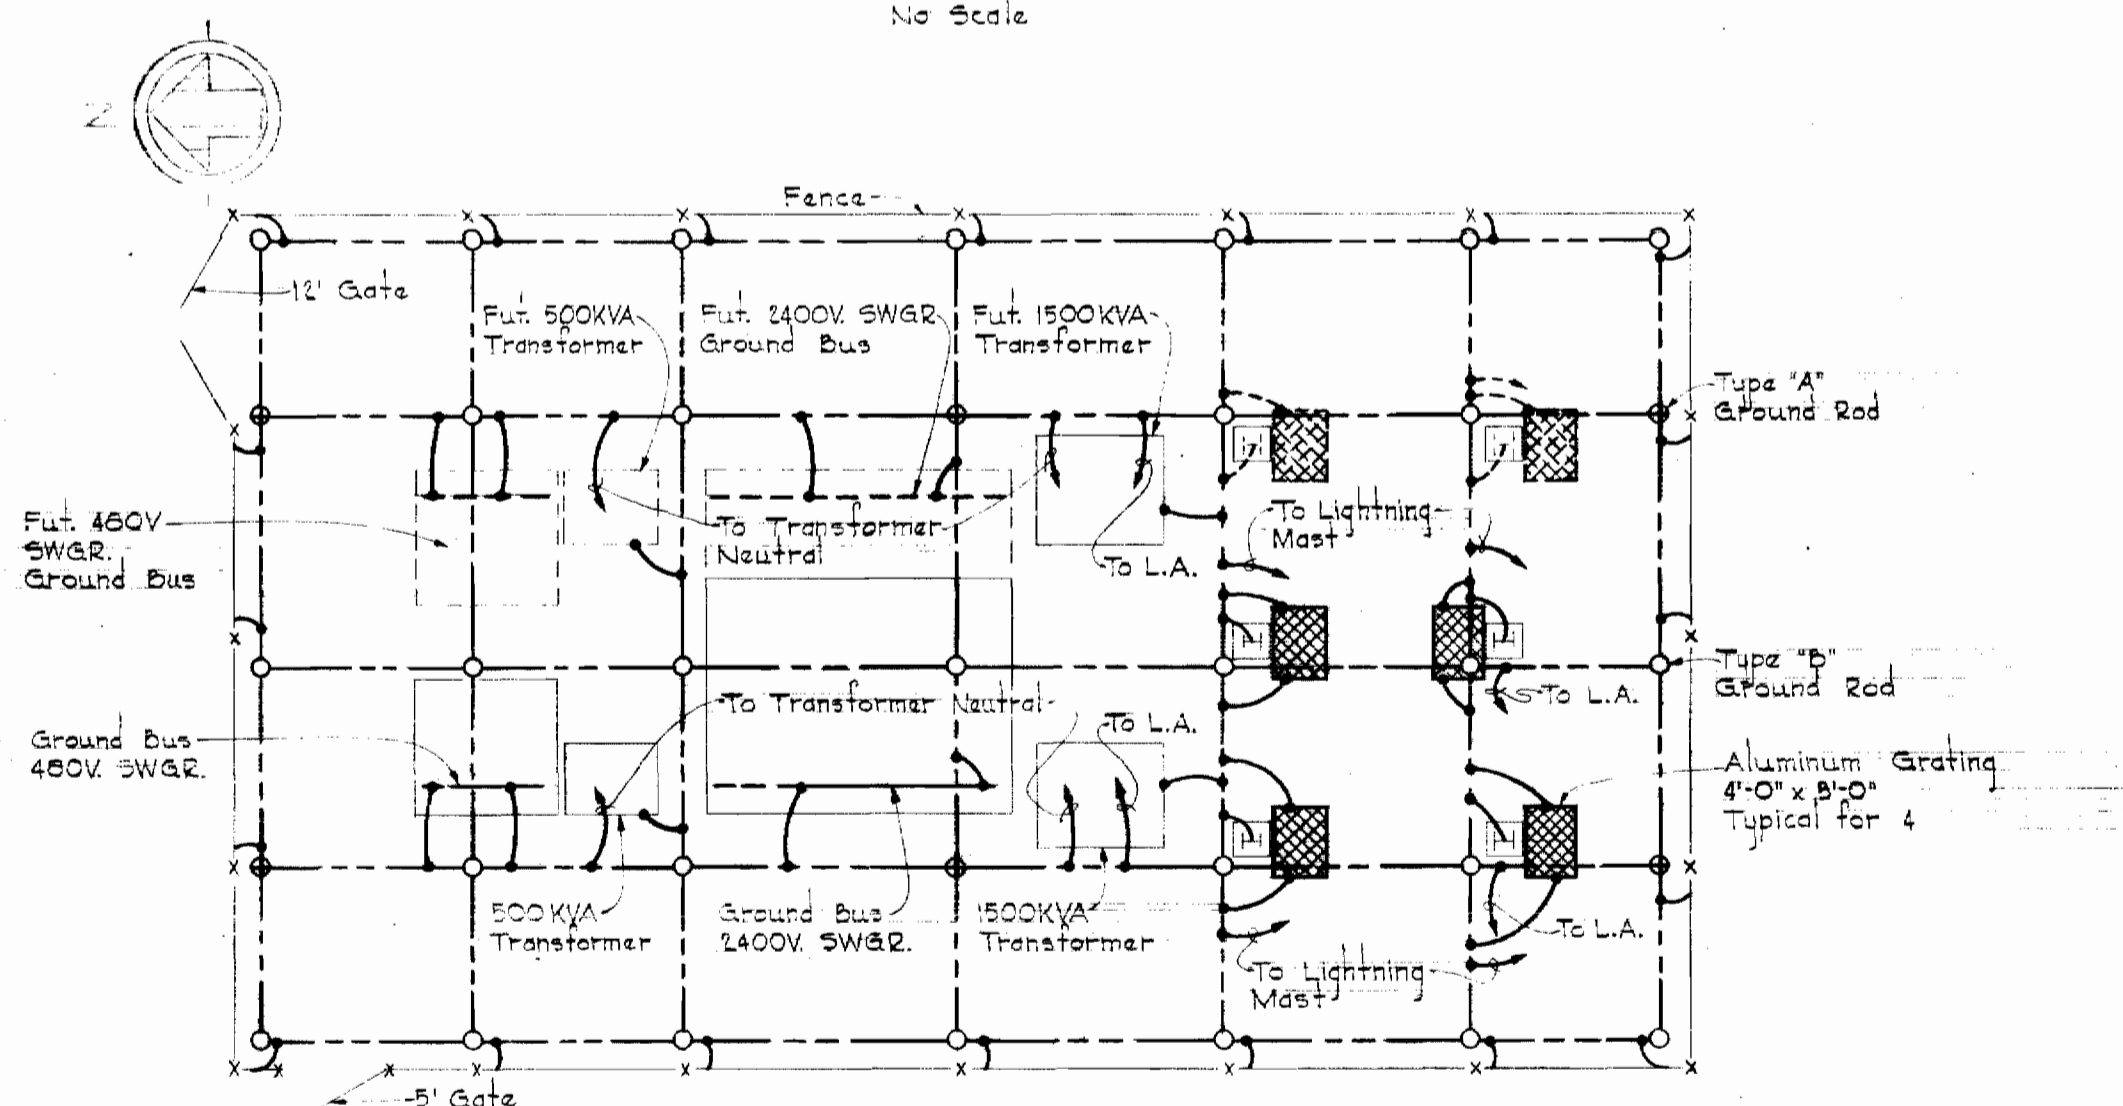 No Scale
N
Fence
12' Gate
Fut. 500KVA
Transformer
Fut. 2400V. SWGR
Ground Bus
Fut. 1500KVA
Transformer
Type "A"
Ground Rod
Fut. 480V
SWGR.
Ground Bus
To Transformer
Neutral
To L.A.
To Lightning
Mast
Type "B"
Ground Rod
To Transformer Neutral
To L.A.
To L.A.
Ground Bus
480V. SWGR.
Aluminum Grating
4'-0" x 3'-0"
Typical for 4
500KVA
Transformer
Ground Bus
2400V. SWGR.
1500KVA
Transformer
To L.A.
To Lightning
Mast
5' Gate